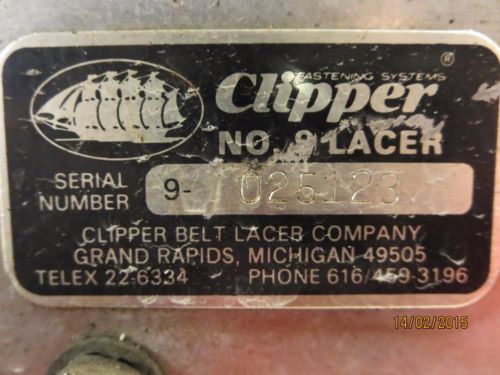 FASTENING SYSTEMS ®
Clipper
NO. 9 LACER
SERIAL NUMBER 9- 025123
CLIPPER BELT LACER COMPANY
GRAND RAPIDS, MICHIGAN 49505
TELEX 22-6334 PHONE 616/459-3196
14/02/2015